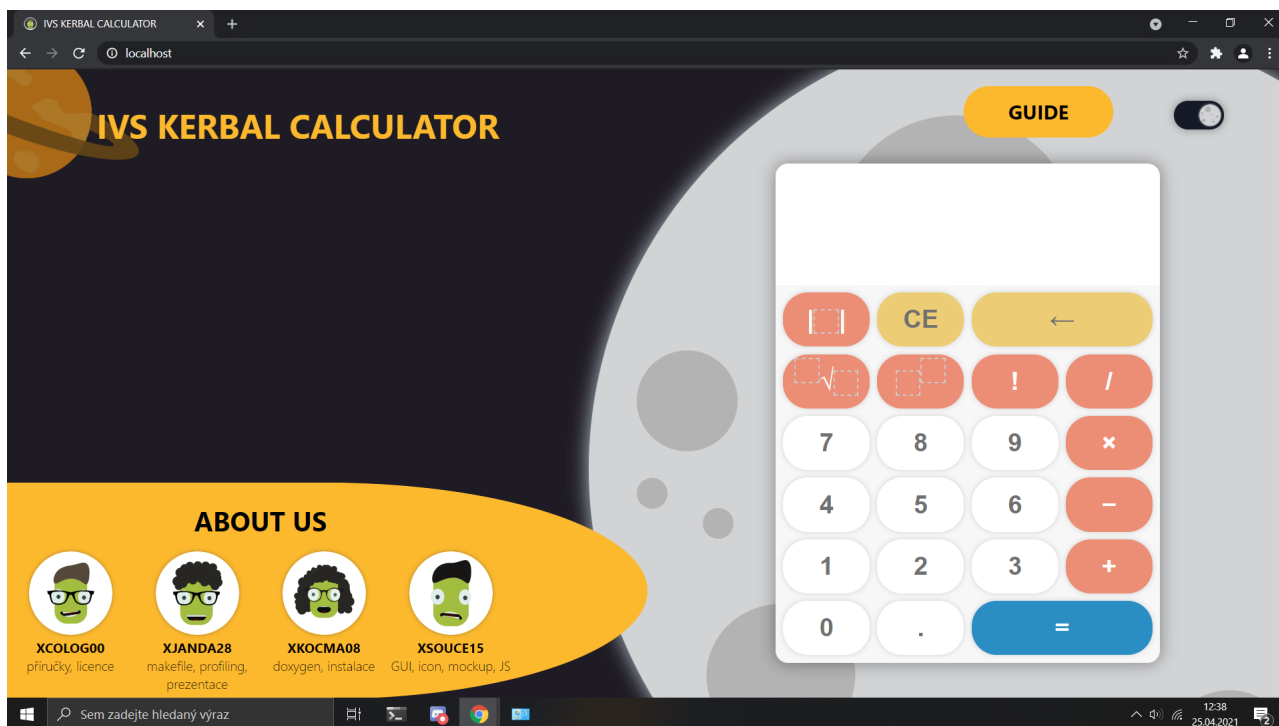 IVS KERBAL CALCULATOR
localhost
IVS KERBAL CALCULATOR
GUIDE
| | CE ←
√ ! /
7 8 9 ×
4 5 6 −
1 2 3 +
0 . =
ABOUT US
XCOLOG00 XJANDA28 XKOCMA08 XSOUCE15
příručky, licence makefile, profiling, doxygen, instalace GUI, icon, mockup, JS
prezentace
Sem zadejte hledaný výraz
12:38
25.04.2021
2